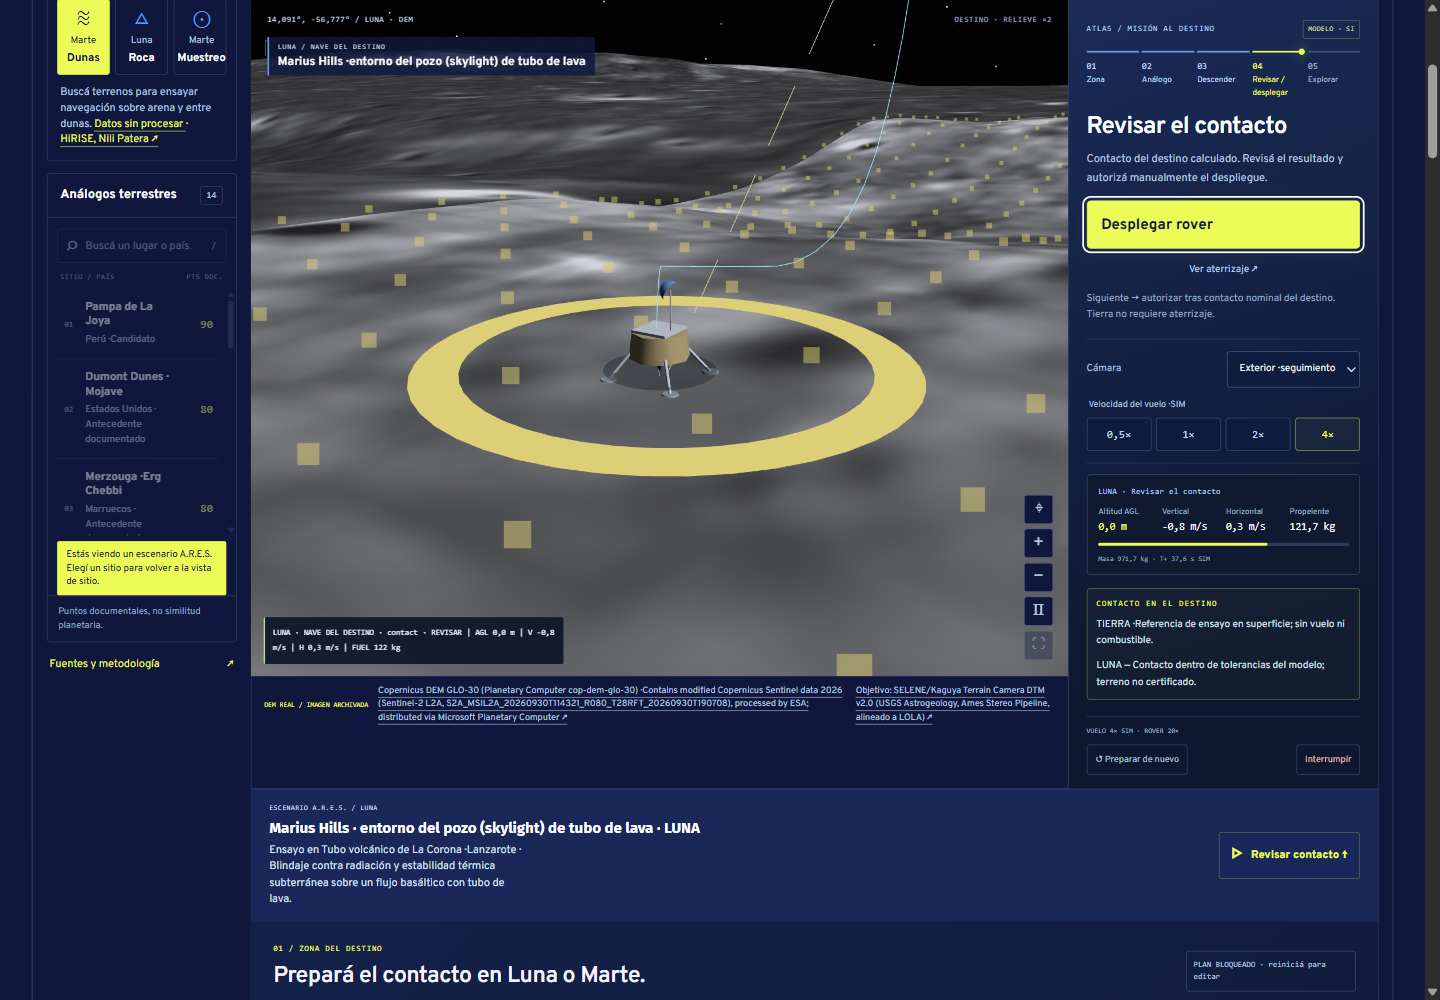 Marte
Dunas
Luna
Roca
Marte
Muestreo
Buscá terrenos para ensayar
navegación sobre arena y entre
dunas. Datos sin procesar ·
HiRISE, Nili Patera ↗
Análogos terrestres
14
Buscá un lugar o país.
/
SITIO / PAÍS
PTS DOC.
01
Pampa de La
Joya
Perú ·Candidato
90
02
Dumont Dunes ·
Mojave
Estados Unidos ·
Antecedente
documentado
80
03
Merzouga ·Erg
Chebbi
Marruecos ·
Antecedente
80
Estás viendo un escenario A.R.E.S.
Elegí un sitio para volver a la vista
de sitio.
Puntos documentales, no similitud
planetaria.
Fuentes y metodología ↗
14,091°, -56,777° / LUNA · DEM
DESTINO · RELIEVE ×2
LUNA / NAVE DEL DESTINO
Marius Hills ·entorno del pozo (skylight) de tubo de lava
LUNA · NAVE DEL DESTINO · contact · REVISAR | AGL 0,0 m | V -0,8
m/s | H 0,3 m/s | FUEL 122 kg
DEM REAL / IMAGEN ARCHIVADA
Copernicus DEM GLO-30 (Planetary Computer cop-dem-glo-30) ·Contains modified Copernicus Sentinel data 2026
(Sentinel-2 L2A, S2A_MSIL2A_20260930T114321_R080_T28RFT_20260930T190708), processed by ESA;
distributed via Microsoft Planetary Computer ↗
Objetivo: SELENE/Kaguya Terrain Camera DTM
v2.0 (USGS Astrogeology, Ames Stereo Pipeline,
alineado a LOLA) ↗
ATLAS / MISIÓN AL DESTINO
MODELO · SI
01
Zona
02
Análogo
03
Descender
04
Revisar /
desplegar
05
Explorar
Revisar el contacto
Contacto del destino calculado. Revisá el resultado y
autorizá manualmente el despliegue.
Desplegar rover
Ver aterrizaje ↗
Siguiente → autorizar tras contacto nominal del destino.
Tierra no requiere aterrizaje.
Cámara
Exterior ·seguimiento
Velocidad del vuelo ·SIM
0,5×
1×
2×
4×
LUNA · Revisar el contacto
Altitud AGL
Vertical
Horizontal
Propelente
0,0 m
-0,8 m/s
0,3 m/s
121,7 kg
Masa 971,7 kg · T+ 37,6 s SIM
CONTACTO EN EL DESTINO
TIERRA ·Referencia de ensayo en superficie; sin vuelo ni
combustible.
LUNA — Contacto dentro de tolerancias del modelo;
terreno no certificado.
VUELO 4× SIM · ROVER 20×
↺ Preparar de nuevo
Interrumpir
ESCENARIO A.R.E.S. / LUNA
Marius Hills · entorno del pozo (skylight) de tubo de lava · LUNA
Ensayo en Tubo volcánico de La Corona ·Lanzarote ·
Blindaje contra radiación y estabilidad térmica
subterránea sobre un flujo basáltico con tubo de
lava.
Revisar contacto ↑
01 / ZONA DEL DESTINO
Prepará el contacto en Luna o Marte.
PLAN BLOQUEADO · reiniciá para
editar